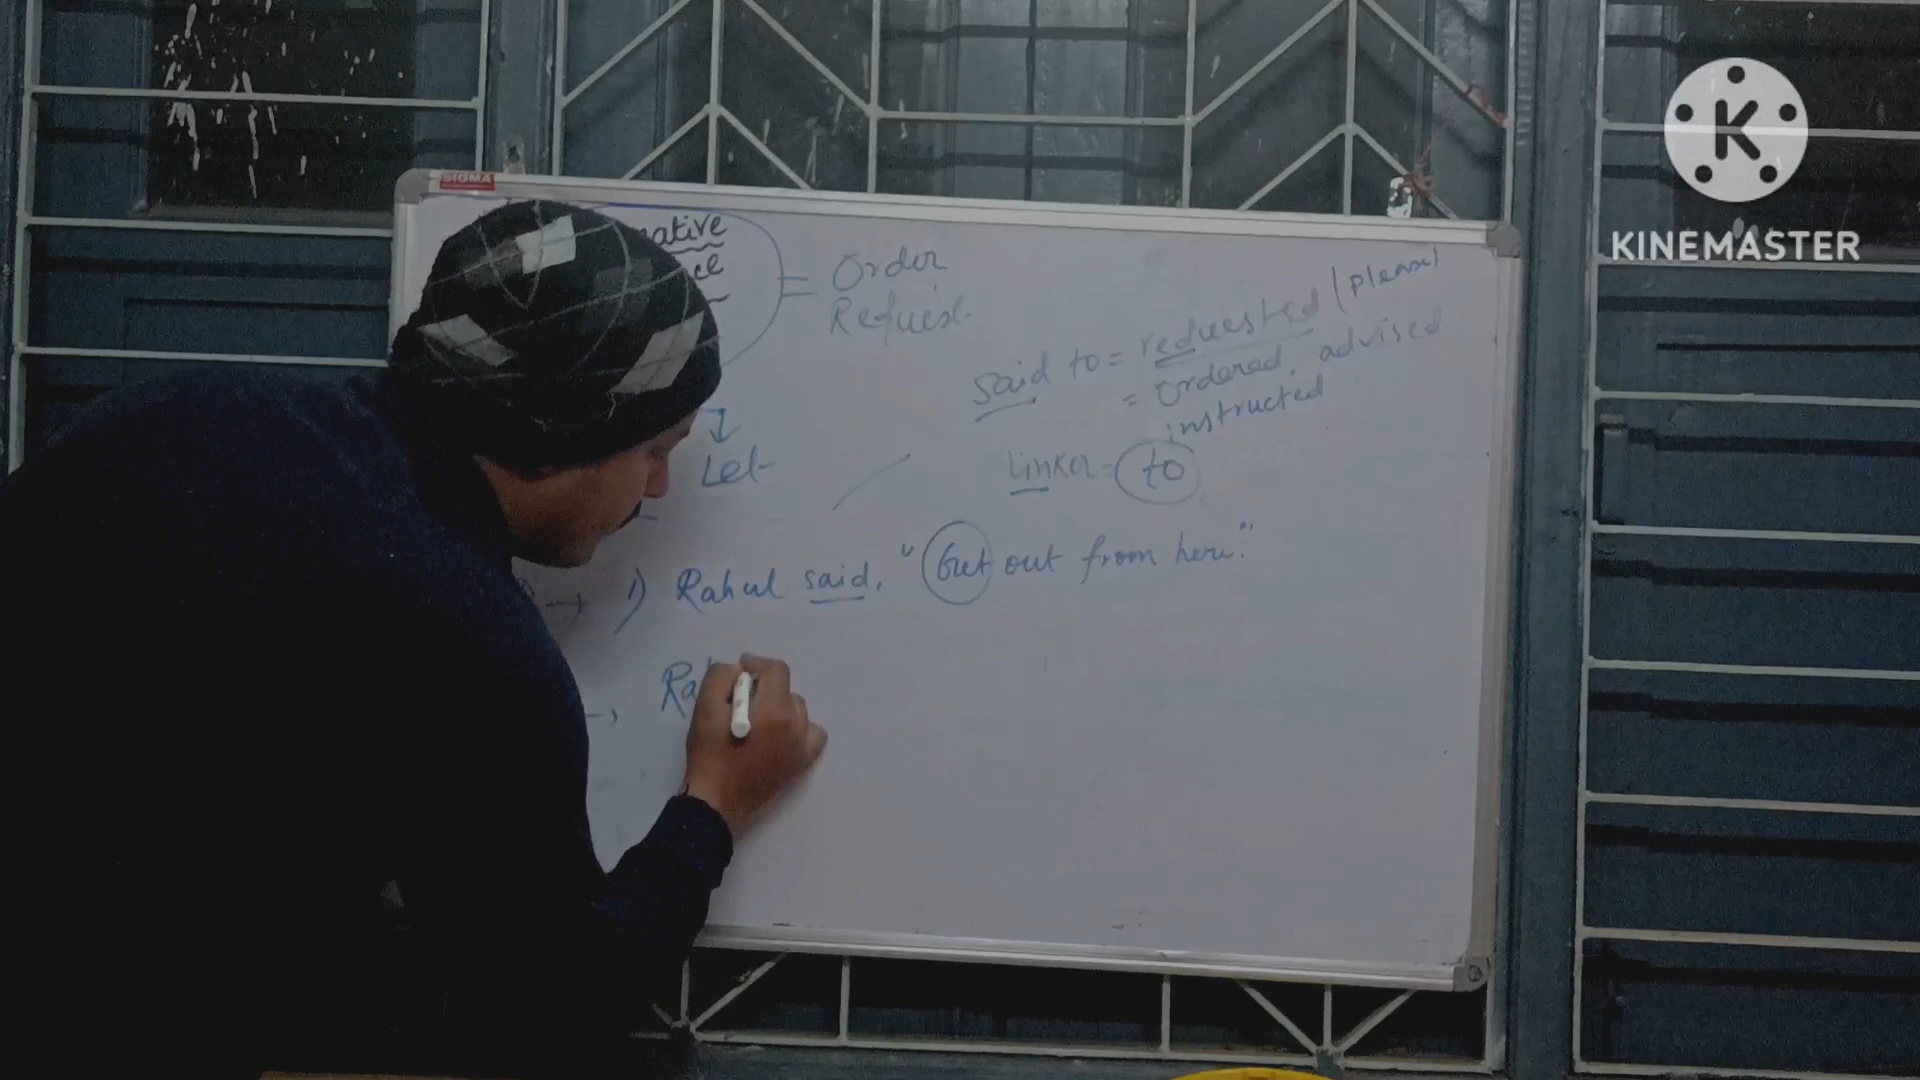 SIGMA
KINEMASTER
ative
ce
= Order
Request
Said to = requested / please)
= Ordered, advised
instructed
Let
Linker = to
1) Rahul said, "Get out from here."
→ Ra